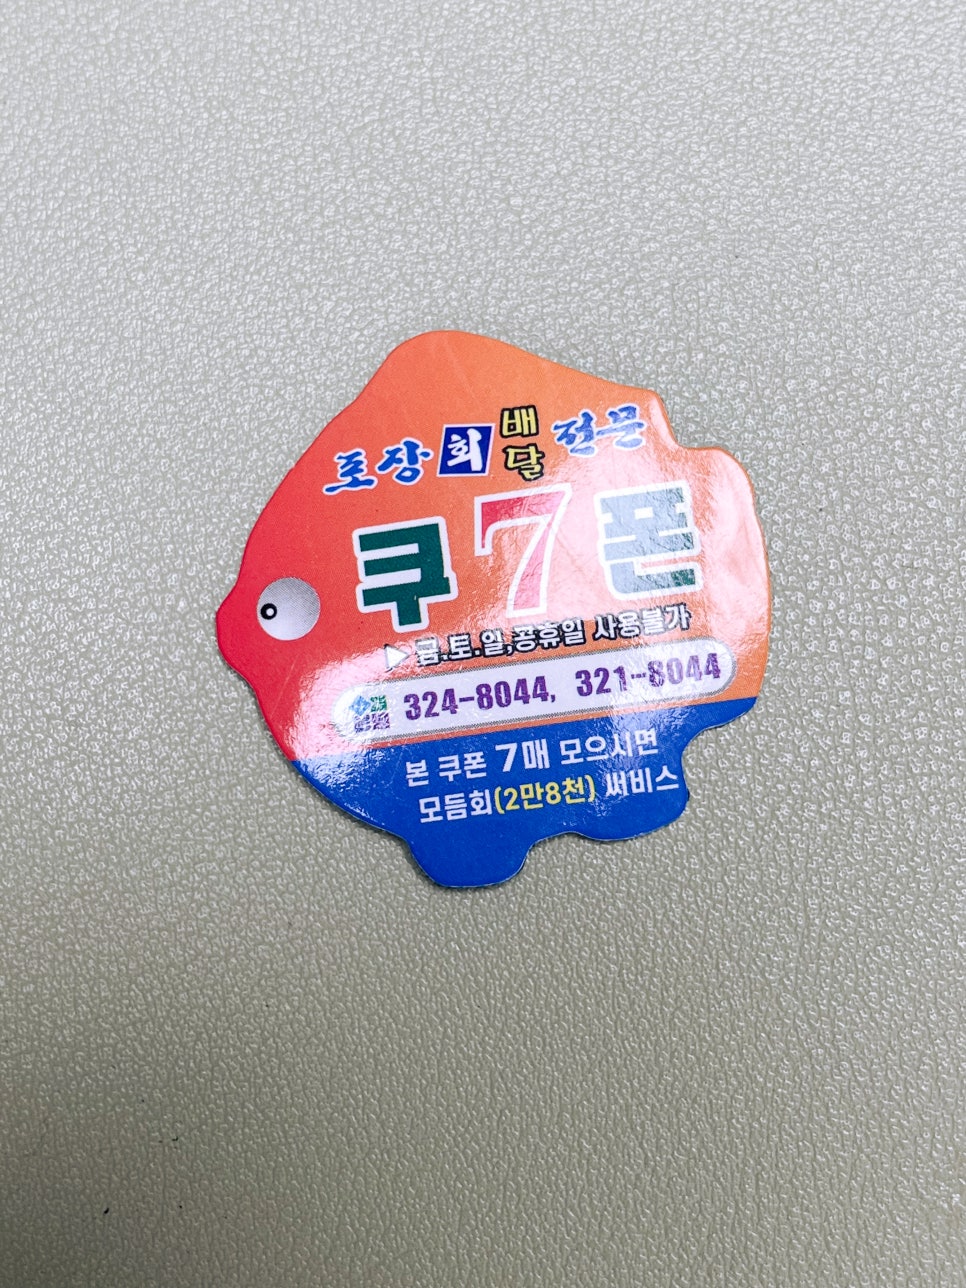 포장 회 배달 전문
쿠7폰
▷금.토.일,공휴일 사용불가
324-8044, 321-8044
본 쿠폰 7매 모으시면
모듬회(2만8천) 써비스